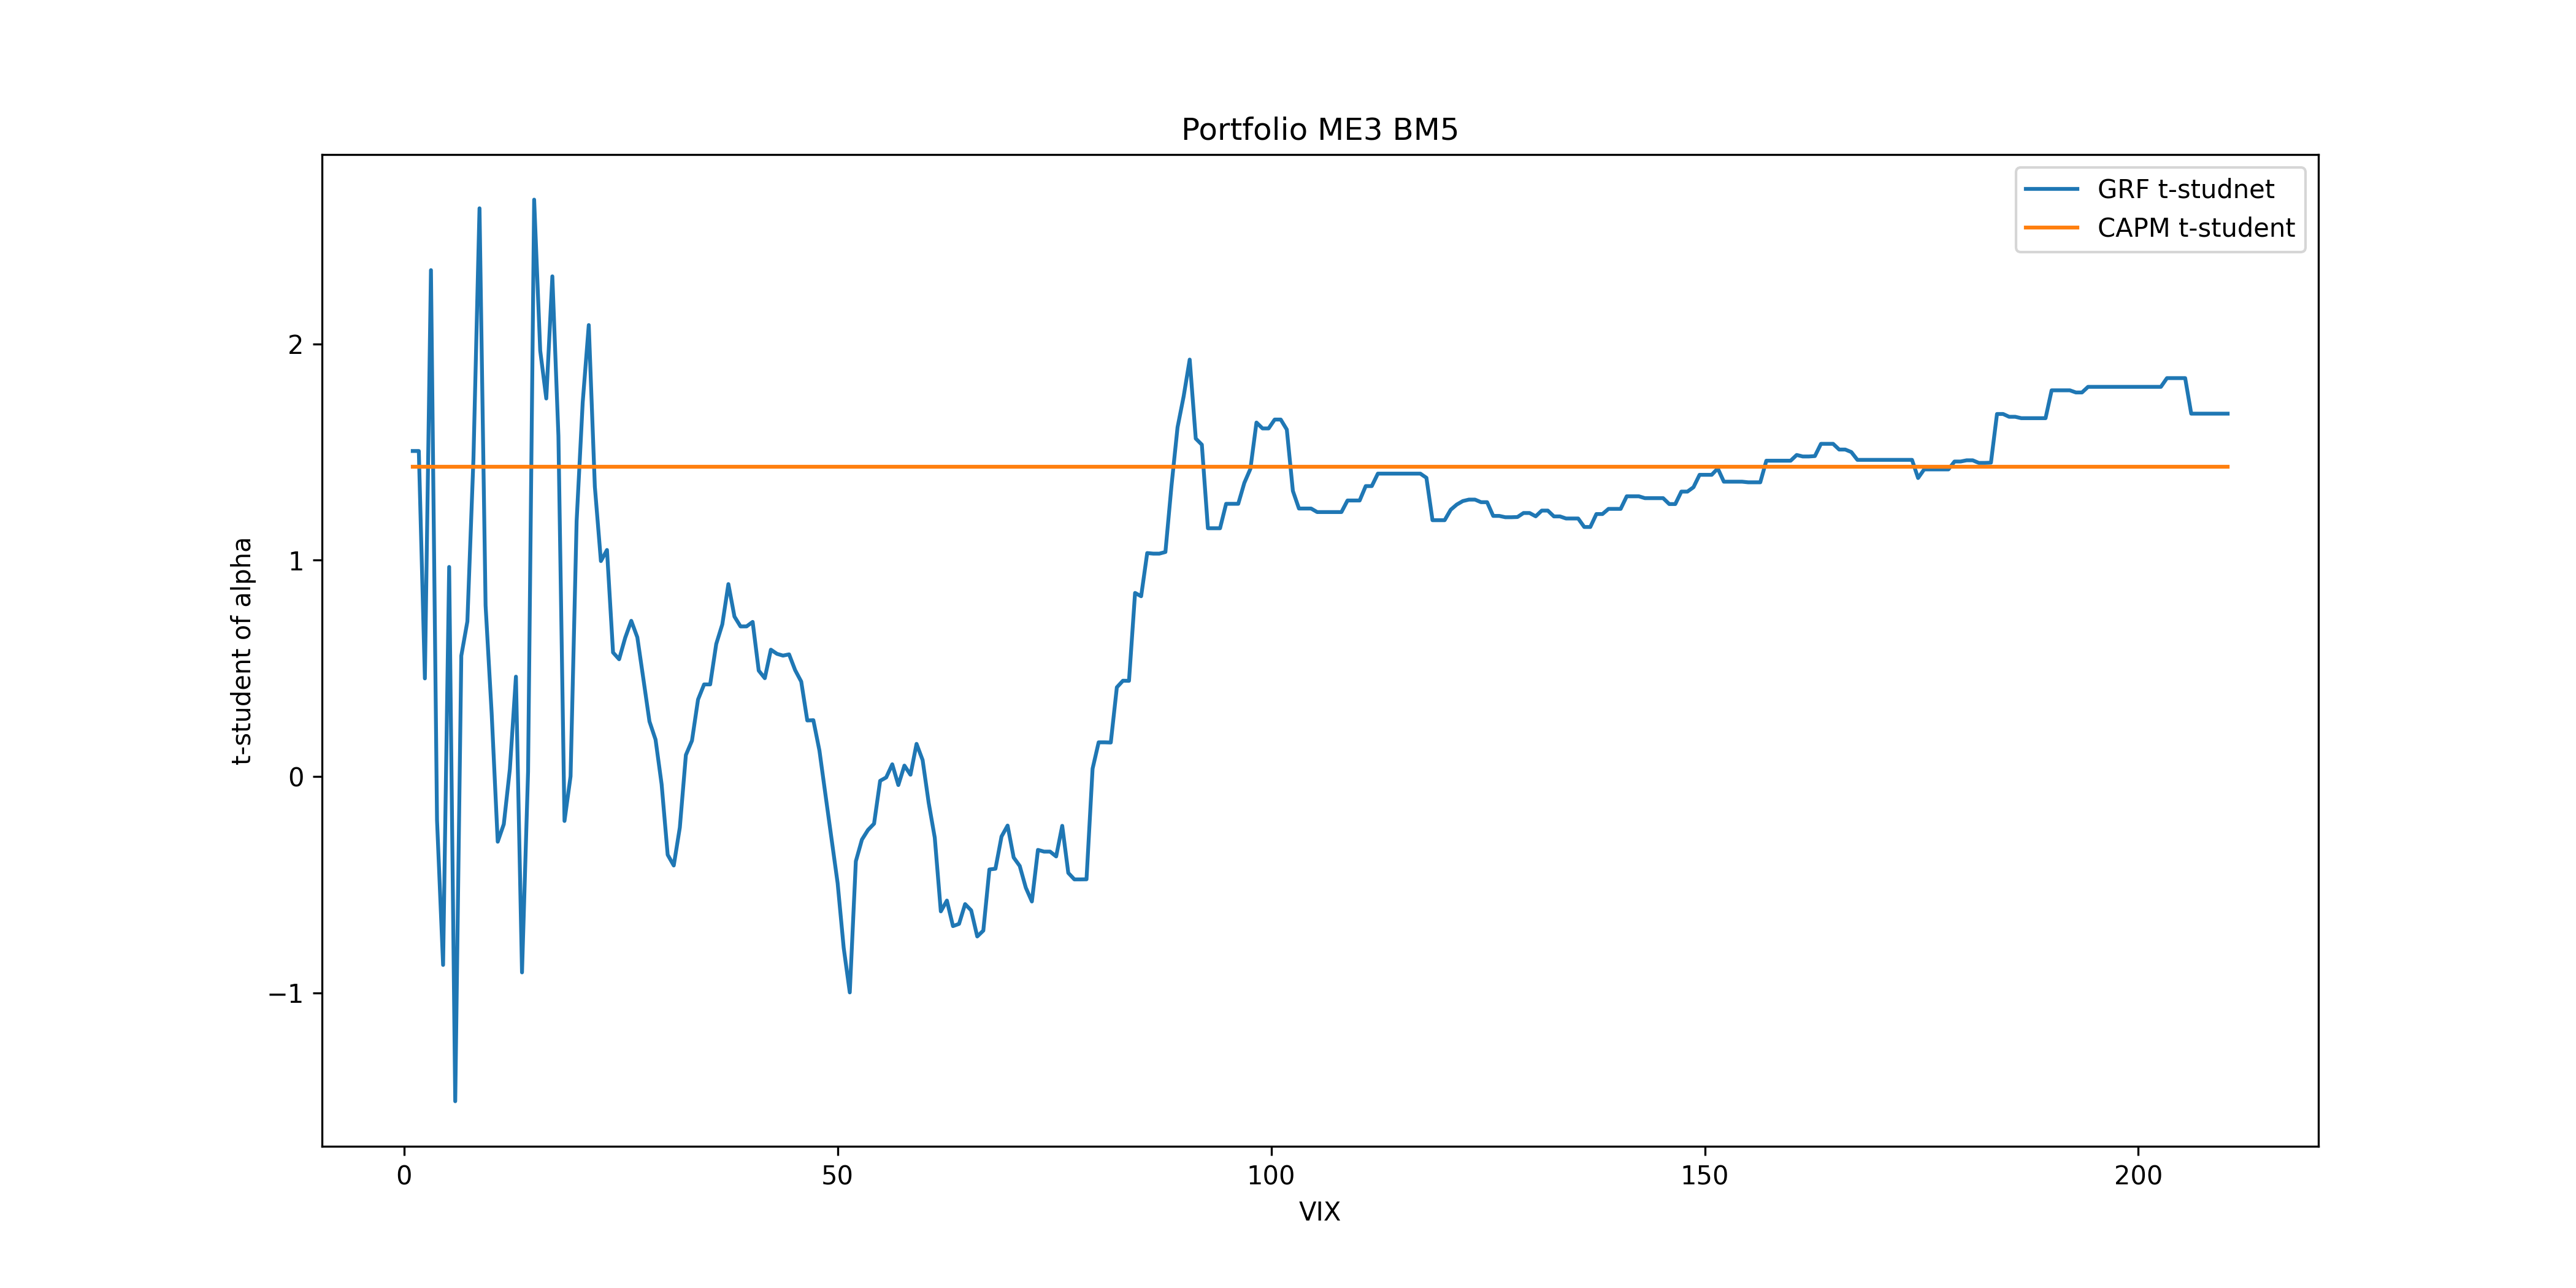 Portfolio ME3 BM5
GRF t-studnet
CAPM t-student
t-student of alpha
2
1
0
−1
0 50 100 150 200
VIX